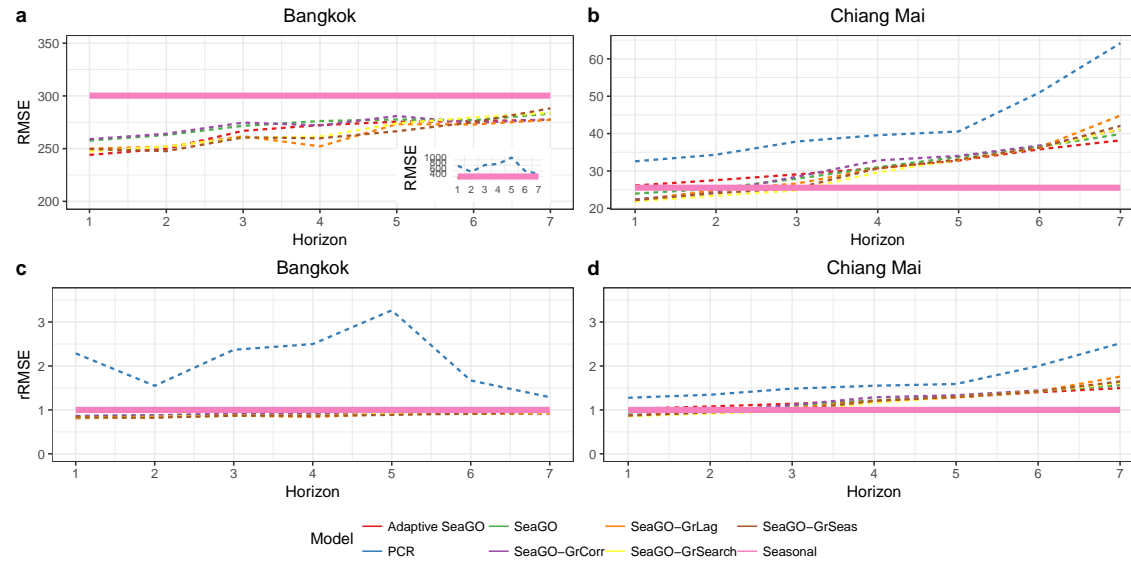 a Bangkok
b Chiang Mai
350
300
250
200
RMSE
1 2 3 4 5 6 7
Horizon
RMSE
1000
800
600
400
1 2 3 4 5 6 7
60
50
40
30
20
1 2 3 4 5 6 7
Horizon
c Bangkok
d Chiang Mai
3
2
1
0
rRMSE
1 2 3 4 5 6 7
Horizon
3
2
1
0
1 2 3 4 5 6 7
Horizon
Model
Adaptive SeaGO SeaGO SeaGO−GrLag SeaGO−GrSeas
PCR SeaGO−GrCorr SeaGO−GrSearch Seasonal